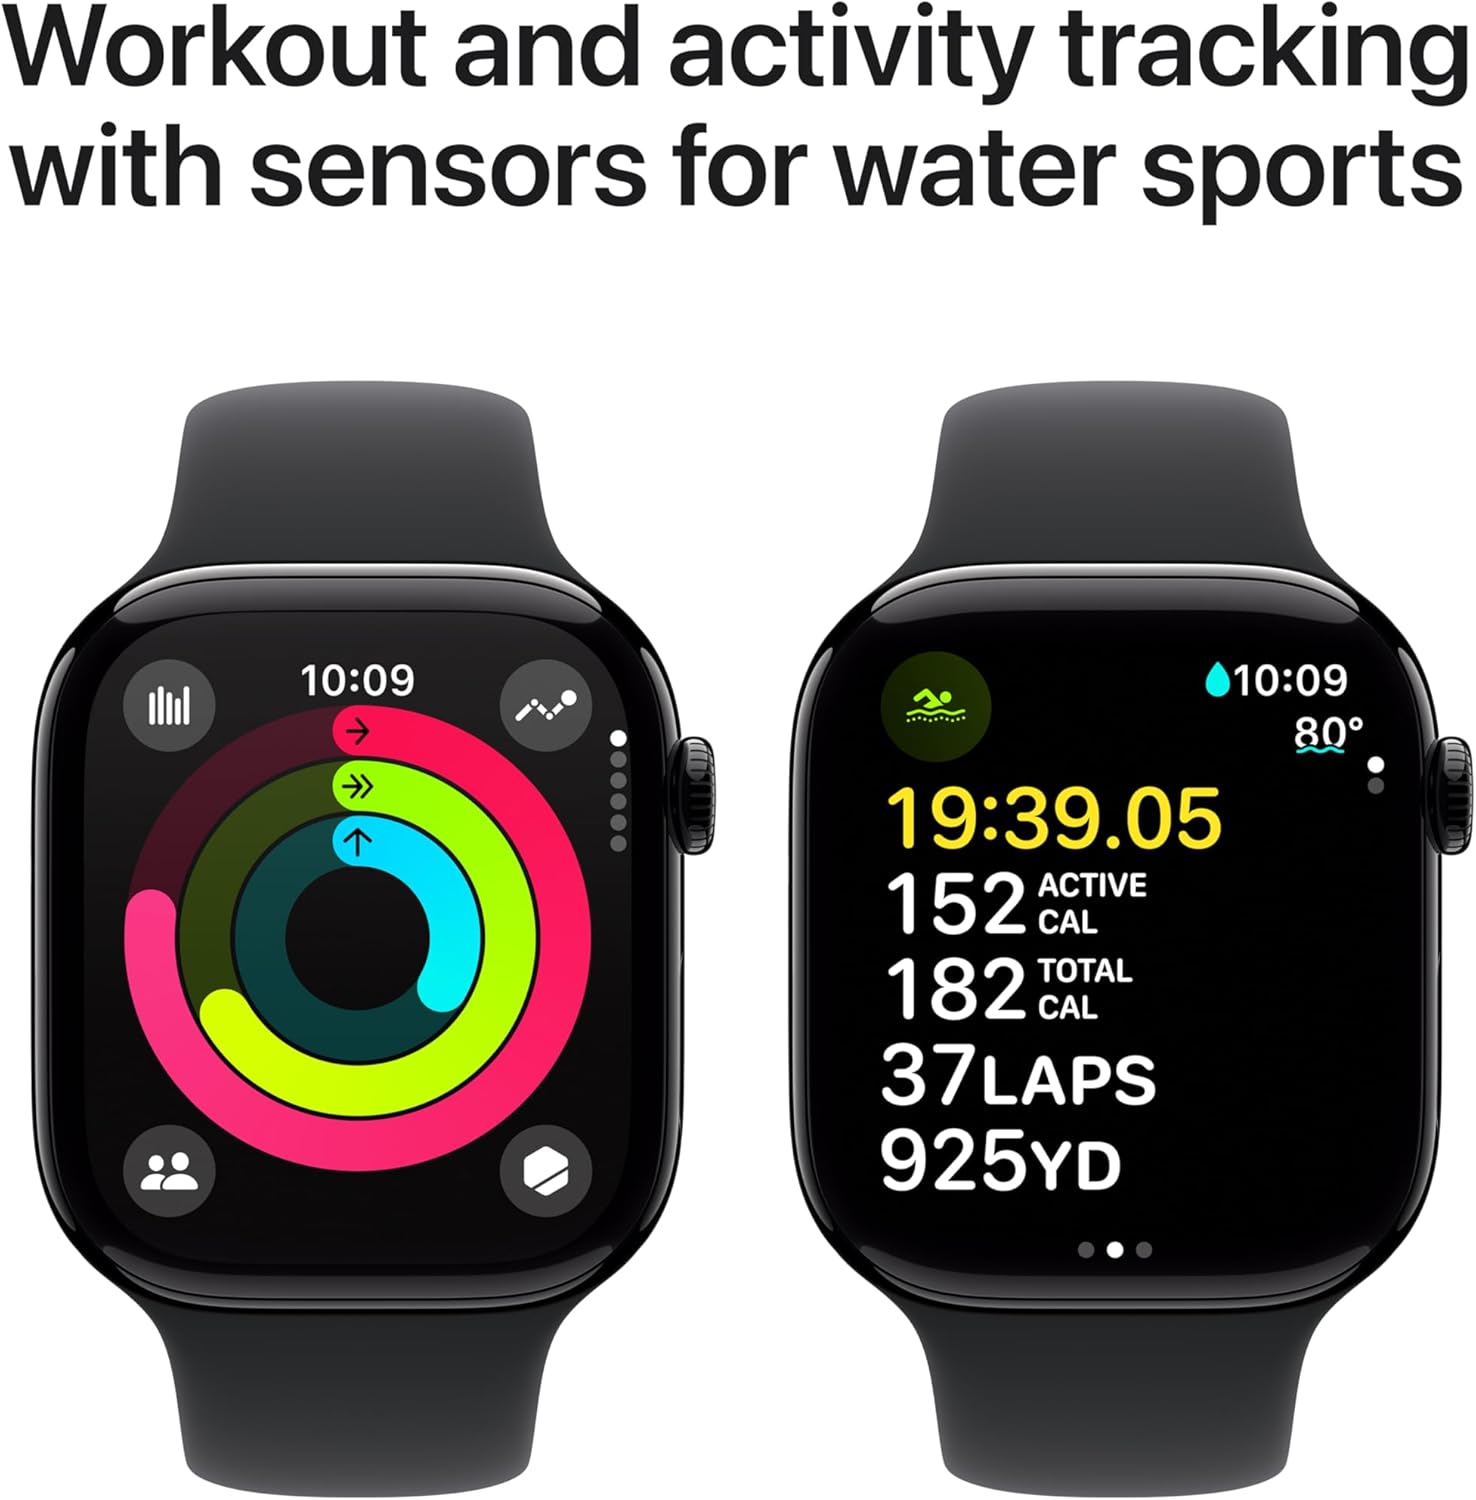 Workout and activity tracking
with sensors for water sports
10:09
10:09
80°
19:39.05
152 ACTIVE CAL
182 TOTAL CAL
37LAPS
925YD